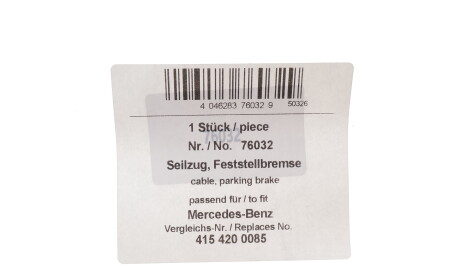 4 046283 76032 9
50326
1 Stück / piece
76032
Nr. / No. 76032
Seilzug, Feststellbremse
cable, parking brake
passend für / to fit
Mercedes-Benz
Vergleichs-Nr. / Replaces No.
415 420 0085